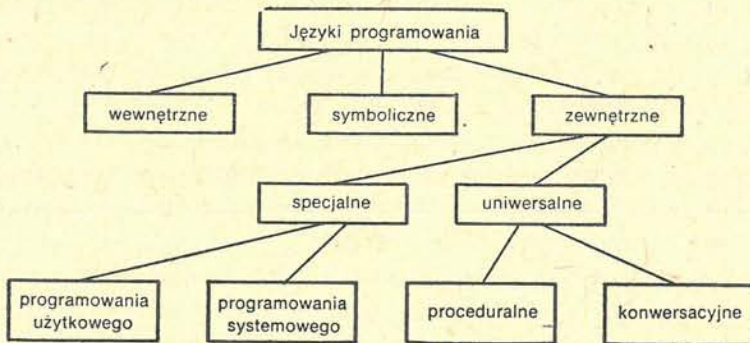 Języki programowania
wewnętrzne
symboliczne
zewnętrzne
specjalne
uniwersalne
programowania
użytkowego
programowania
systemowego
proceduralne
konwersacyjne